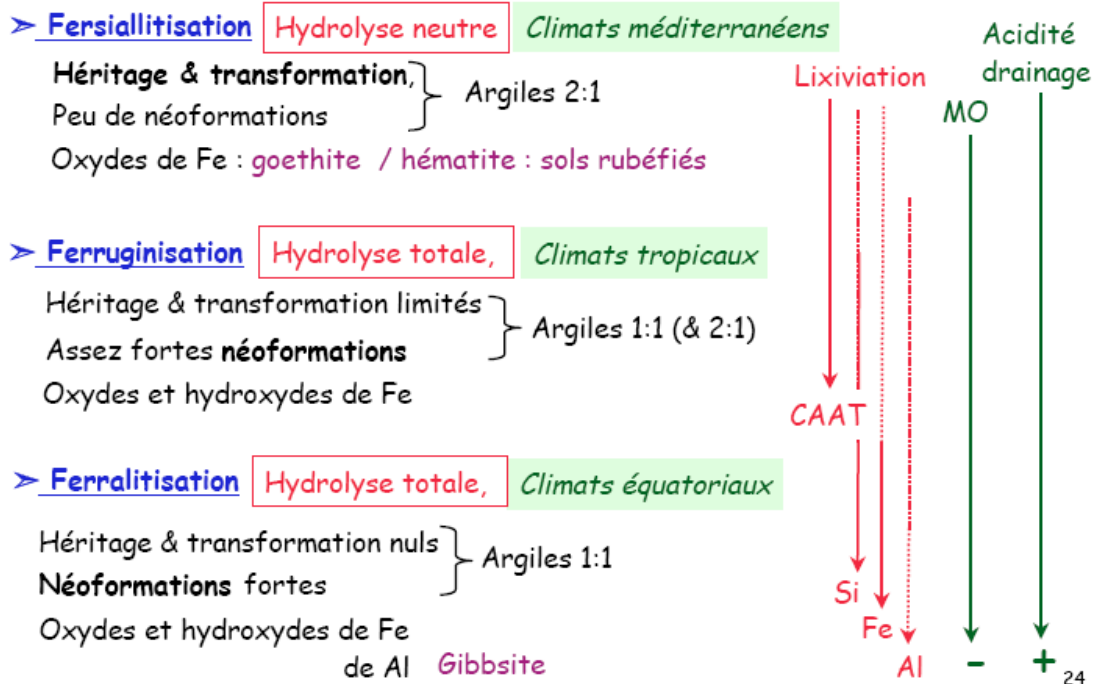 ➢ Fersiallitisation Hydrolyse neutre Climats méditerranéens
Héritage & transformation,
Peu de néoformations
Argiles 2:1
Oxydes de Fe : goethite / hématite : sols rubéfiés
➢ Ferruginisation Hydrolyse totale, Climats tropicaux
Héritage & transformation limités
Assez fortes néoformations
Argiles 1:1 (& 2:1)
Oxydes et hydroxydes de Fe
➢ Ferralitisation Hydrolyse totale, Climats équatoriaux
Héritage & transformation nuls
Néoformations fortes
Argiles 1:1
Oxydes et hydroxydes de Fe
de Al Gibbsite
Lixiviation
CAAT
Si
Fe
Al
MO
-
Acidité
drainage
+
24